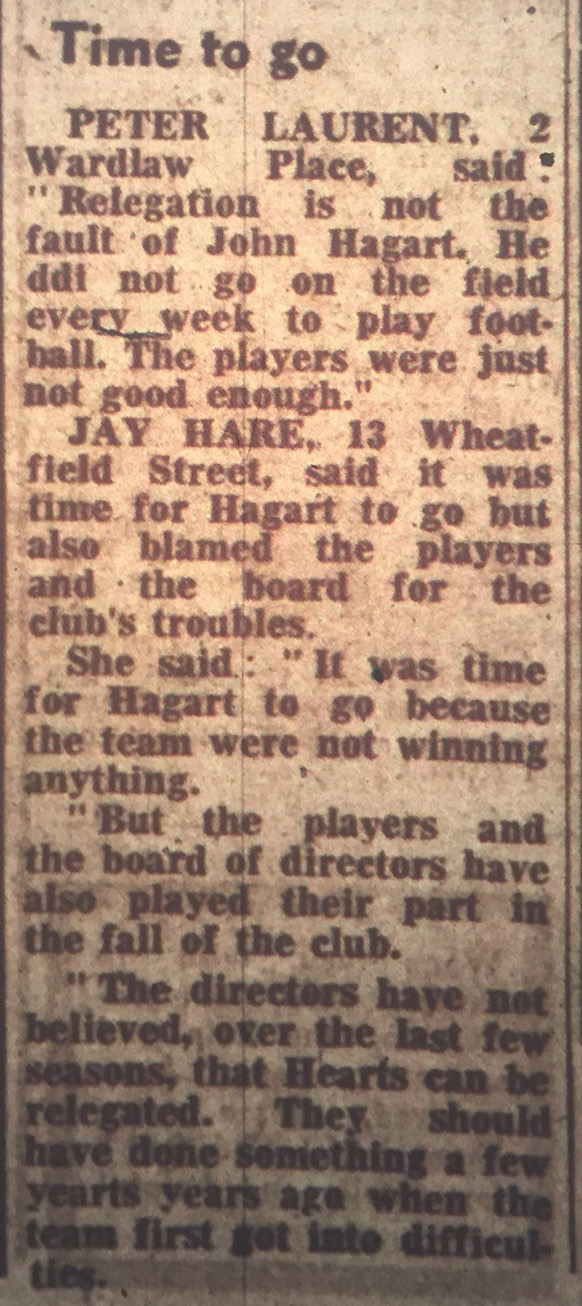 Time to go
PETER LAURENT, 2
Wardlaw Place, said:
"Relegation is not the
fault of John Hagart. He
ddi not go on the field
every week to play foot-
ball. The players were just
not good enough."
JAY HARE, 13 Wheat-
field Street, said it was
time for Hagart to go but
also blamed the players
and the board for the
club's troubles.
She said: "It was time
for Hagart to go because
the team were not winning
anything.
"But the players and
the board of directors have
also played their part in
the fall of the club.
"The directors have not
believed, over the last few
seasons, that Hearts can be
relegated. They should
have done something a few
yearts years ago when the
team first got into difficul-
ties.